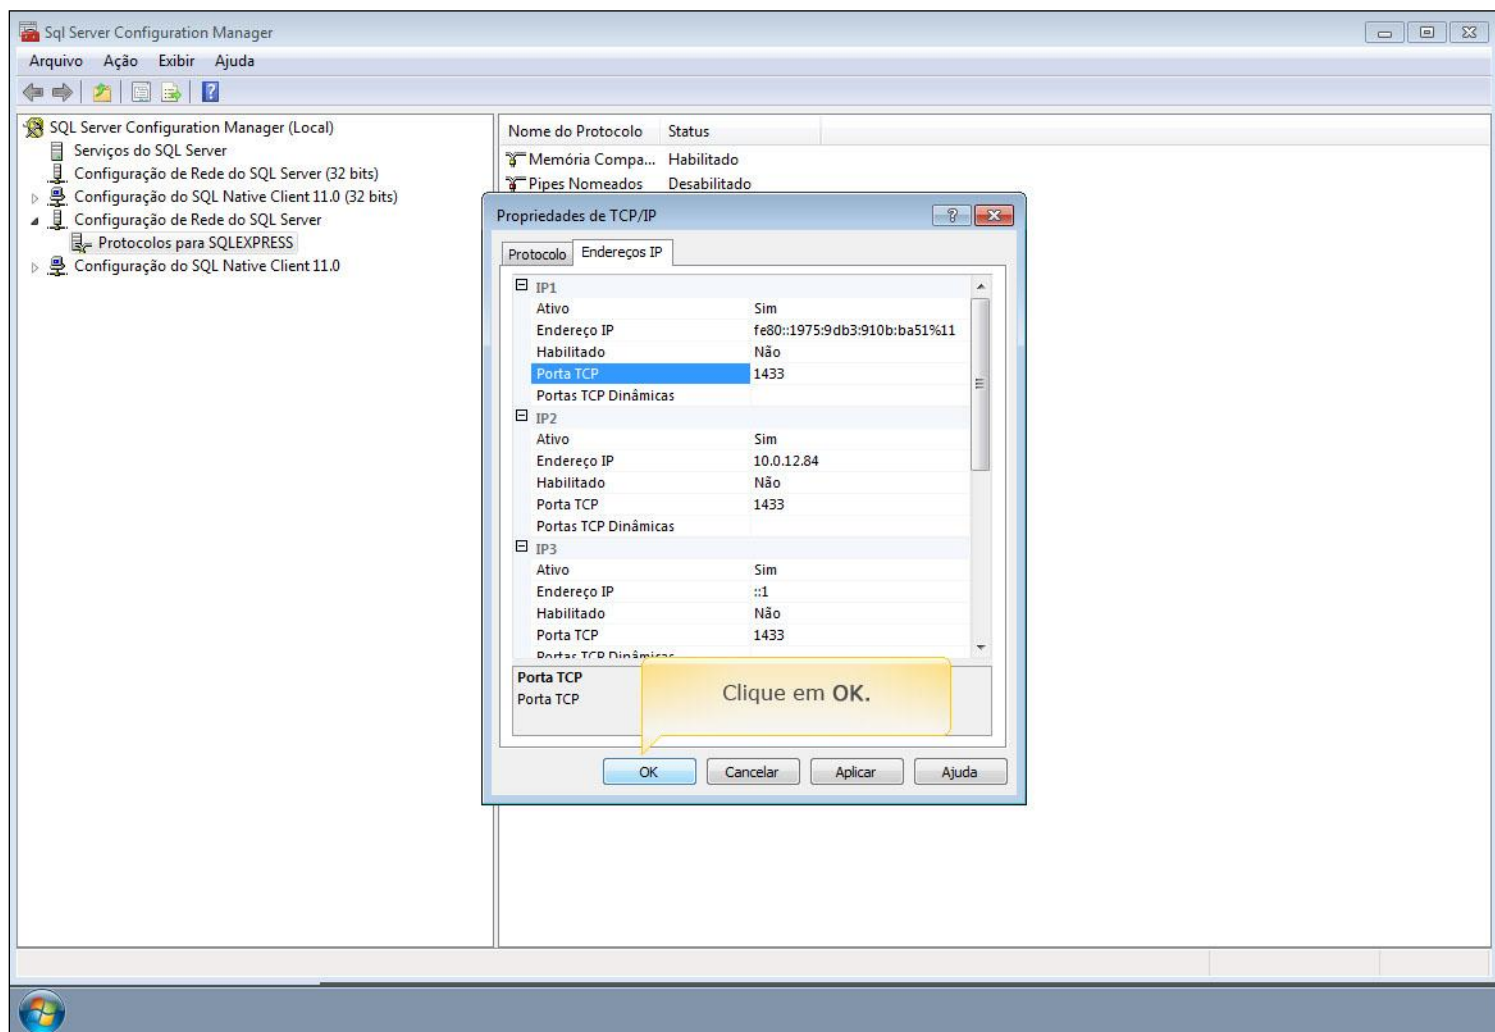 Sql Server Configuration Manager
Arquivo Ação Exibir Ajuda
SQL Server Configuration Manager (Local)
Serviços do SQL Server
Configuração de Rede do SQL Server (32 bits)
Configuração do SQL Native Client 11.0 (32 bits)
Configuração de Rede do SQL Server
Protocolos para SQLEXPRESS
Configuração do SQL Native Client 11.0
Nome do Protocolo Status
Memória Compa... Habilitado
Pipes Nomeados Desabilitado
Propriedades de TCP/IP
Protocolo Endereços IP
IP1
Ativo Sim
Endereço IP fe80::1975:9db3:910b:ba51%11
Habilitado Não
Porta TCP 1433
Portas TCP Dinâmicas
IP2
Ativo Sim
Endereço IP 10.0.12.84
Habilitado Não
Porta TCP 1433
Portas TCP Dinâmicas
IP3
Ativo Sim
Endereço IP ::1
Habilitado Não
Porta TCP 1433
Portas TCP Dinâmicas
Porta TCP
Porta TCP
Clique em OK.
OK Cancelar Aplicar Ajuda